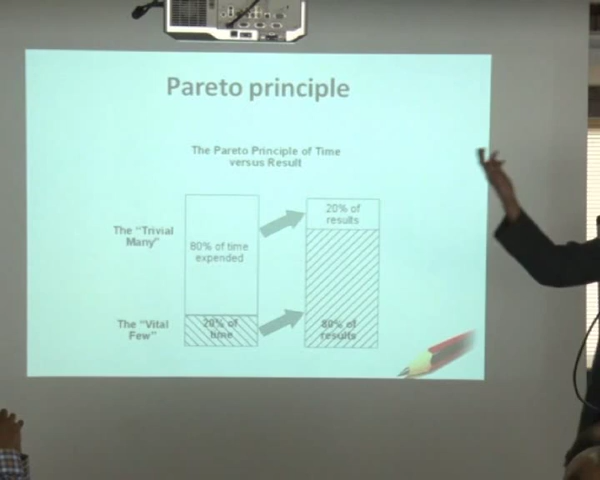 Pareto principle
The Pareto Principle of Time
versus Result
The "Trivial
Many"
80% of time
expended
20% of
results
The "Vital
Few"
20% of
time
80% of
results